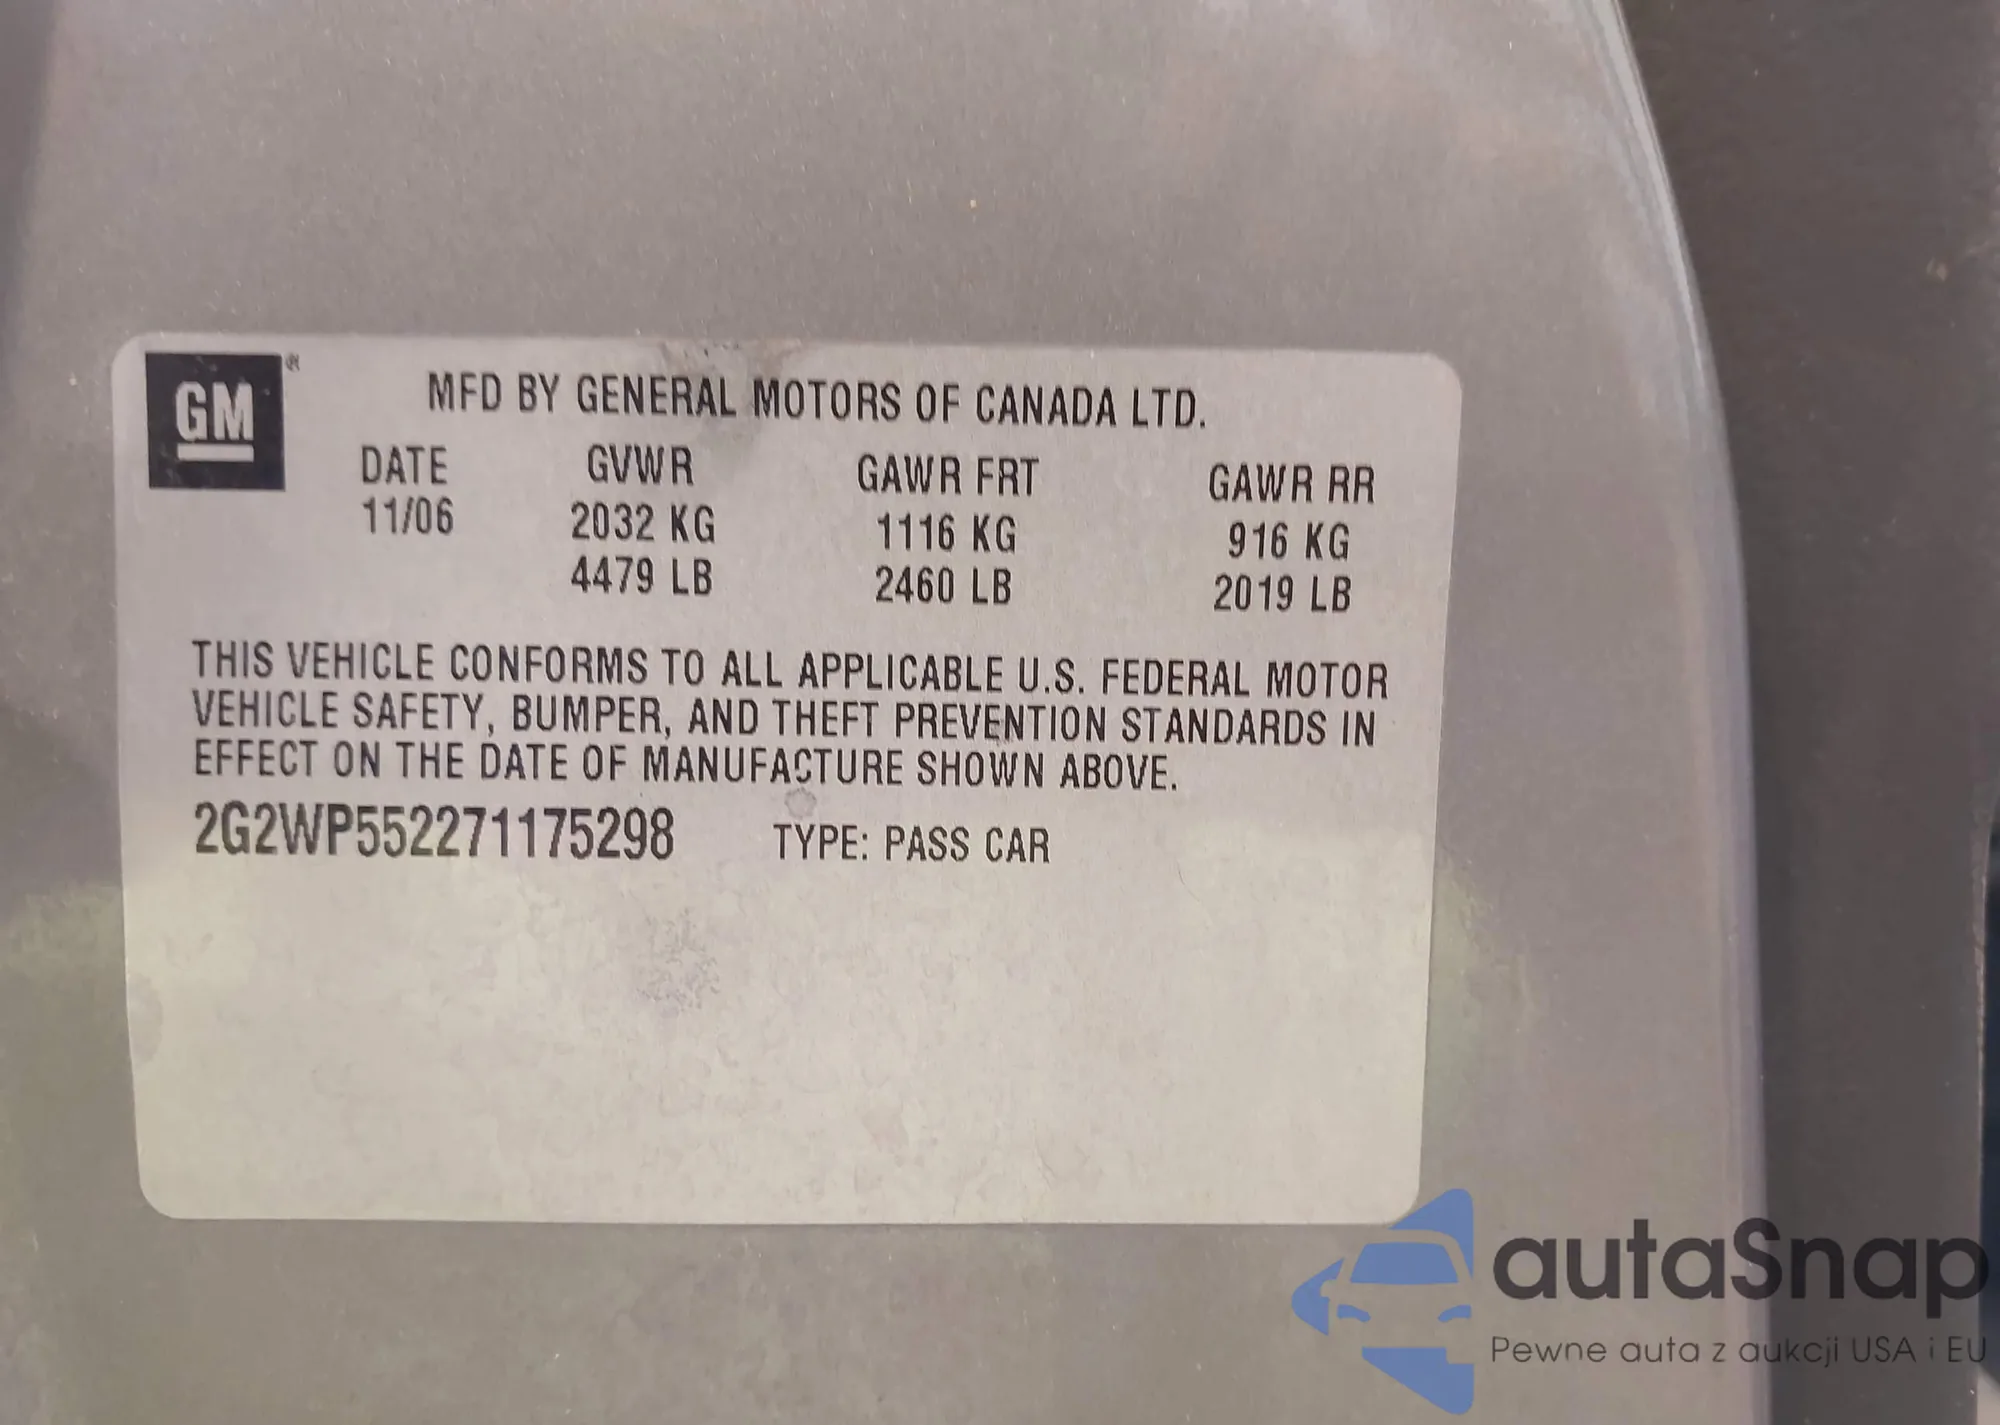 GM®
MFD BY GENERAL MOTORS OF CANADA LTD.
DATE GVWR GAWR FRT GAWR RR
11/06 2032 KG 1116 KG 916 KG
4479 LB 2460 LB 2019 LB
THIS VEHICLE CONFORMS TO ALL APPLICABLE U.S. FEDERAL MOTOR
VEHICLE SAFETY, BUMPER, AND THEFT PREVENTION STANDARDS IN
EFFECT ON THE DATE OF MANUFACTURE SHOWN ABOVE.
2G2WP552271175298 TYPE: PASS CAR
autaSnap
Pewne auta z aukcji USA i EU